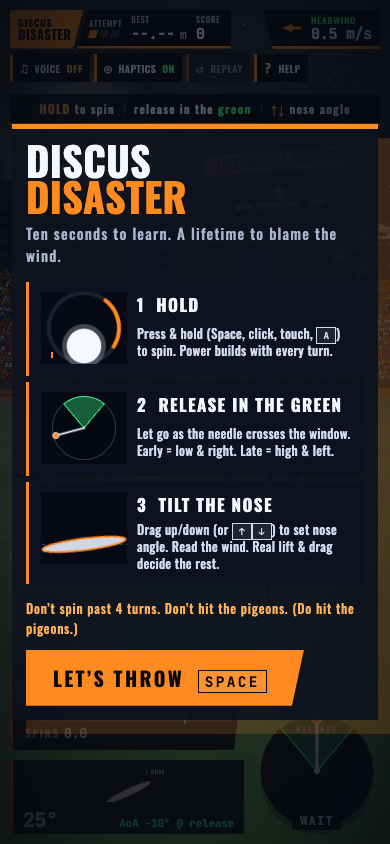 DISCUS
DISASTER
ATTEMPT
BEST
--.-- m
SCORE
0
HEADWIND
0.5 m/s
♫ VOICE OFF
◎ HAPTICS ON
↺ REPLAY
? HELP
HOLD to spin | release in the green | ↑↓ nose angle
DISCUS
DISASTER
Ten seconds to learn. A lifetime to blame the
wind.
1 HOLD
Press & hold (Space, click, touch, A)
to spin. Power builds with every turn.
2 RELEASE IN THE GREEN
Let go as the needle crosses the window.
Early = low & right. Late = high & left.
3 TILT THE NOSE
Drag up/down (or ↑ ↓) to set nose
angle. Read the wind. Real lift & drag
decide the rest.
Don't spin past 4 turns. Don't hit the pigeons. (Do hit the
pigeons.)
LET'S THROW SPACE
SPINS 0.0
RELEASE
↕ NOSE
25°
AoA -10° @ release
WAIT